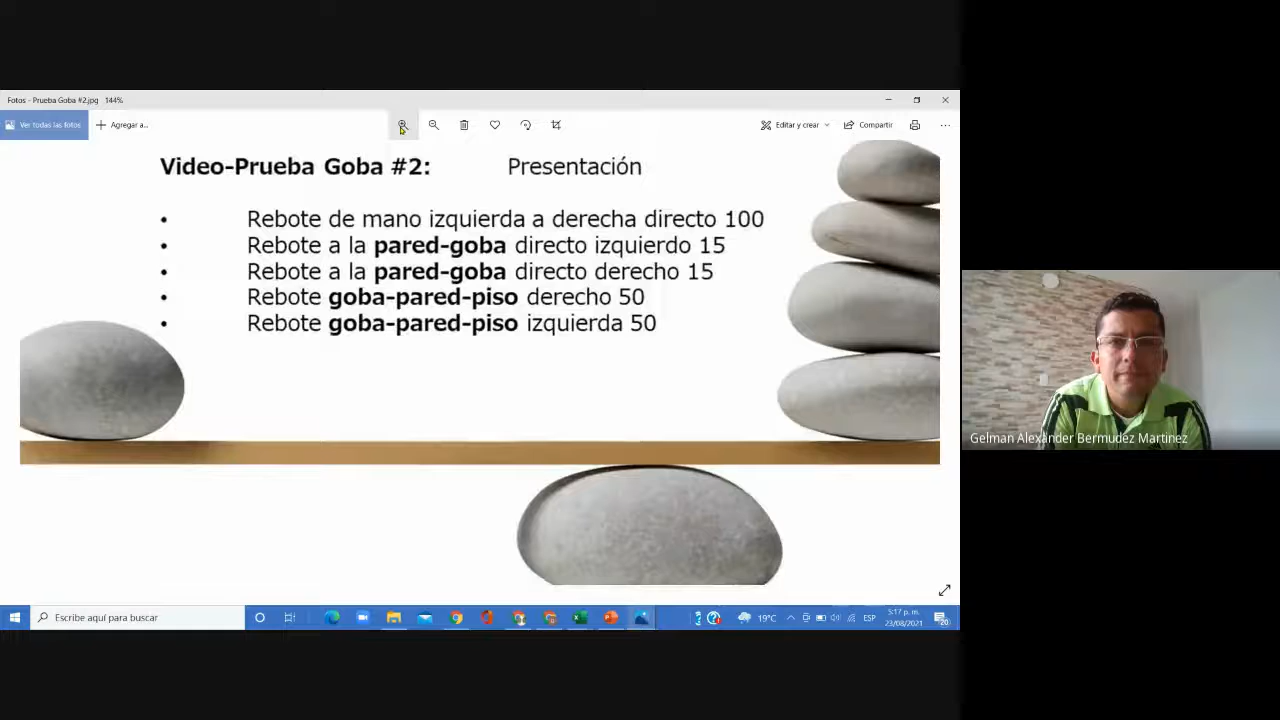 Fotos - Prueba Goba #2.jpg 144%
Ver todas las fotos
Agregar a..
Editar y crear
Compartir
Video-Prueba Goba #2: Presentación
• Rebote de mano izquierda a derecha directo 100
• Rebote a la pared-goba directo izquierdo 15
• Rebote a la pared-goba directo derecho 15
• Rebote goba-pared-piso derecho 50
• Rebote goba-pared-piso izquierda 50
Gelman Alexander Bermudez Martinez
Escribe aquí para buscar
19°C
ESP
5:17 p. m.
23/08/2021
20